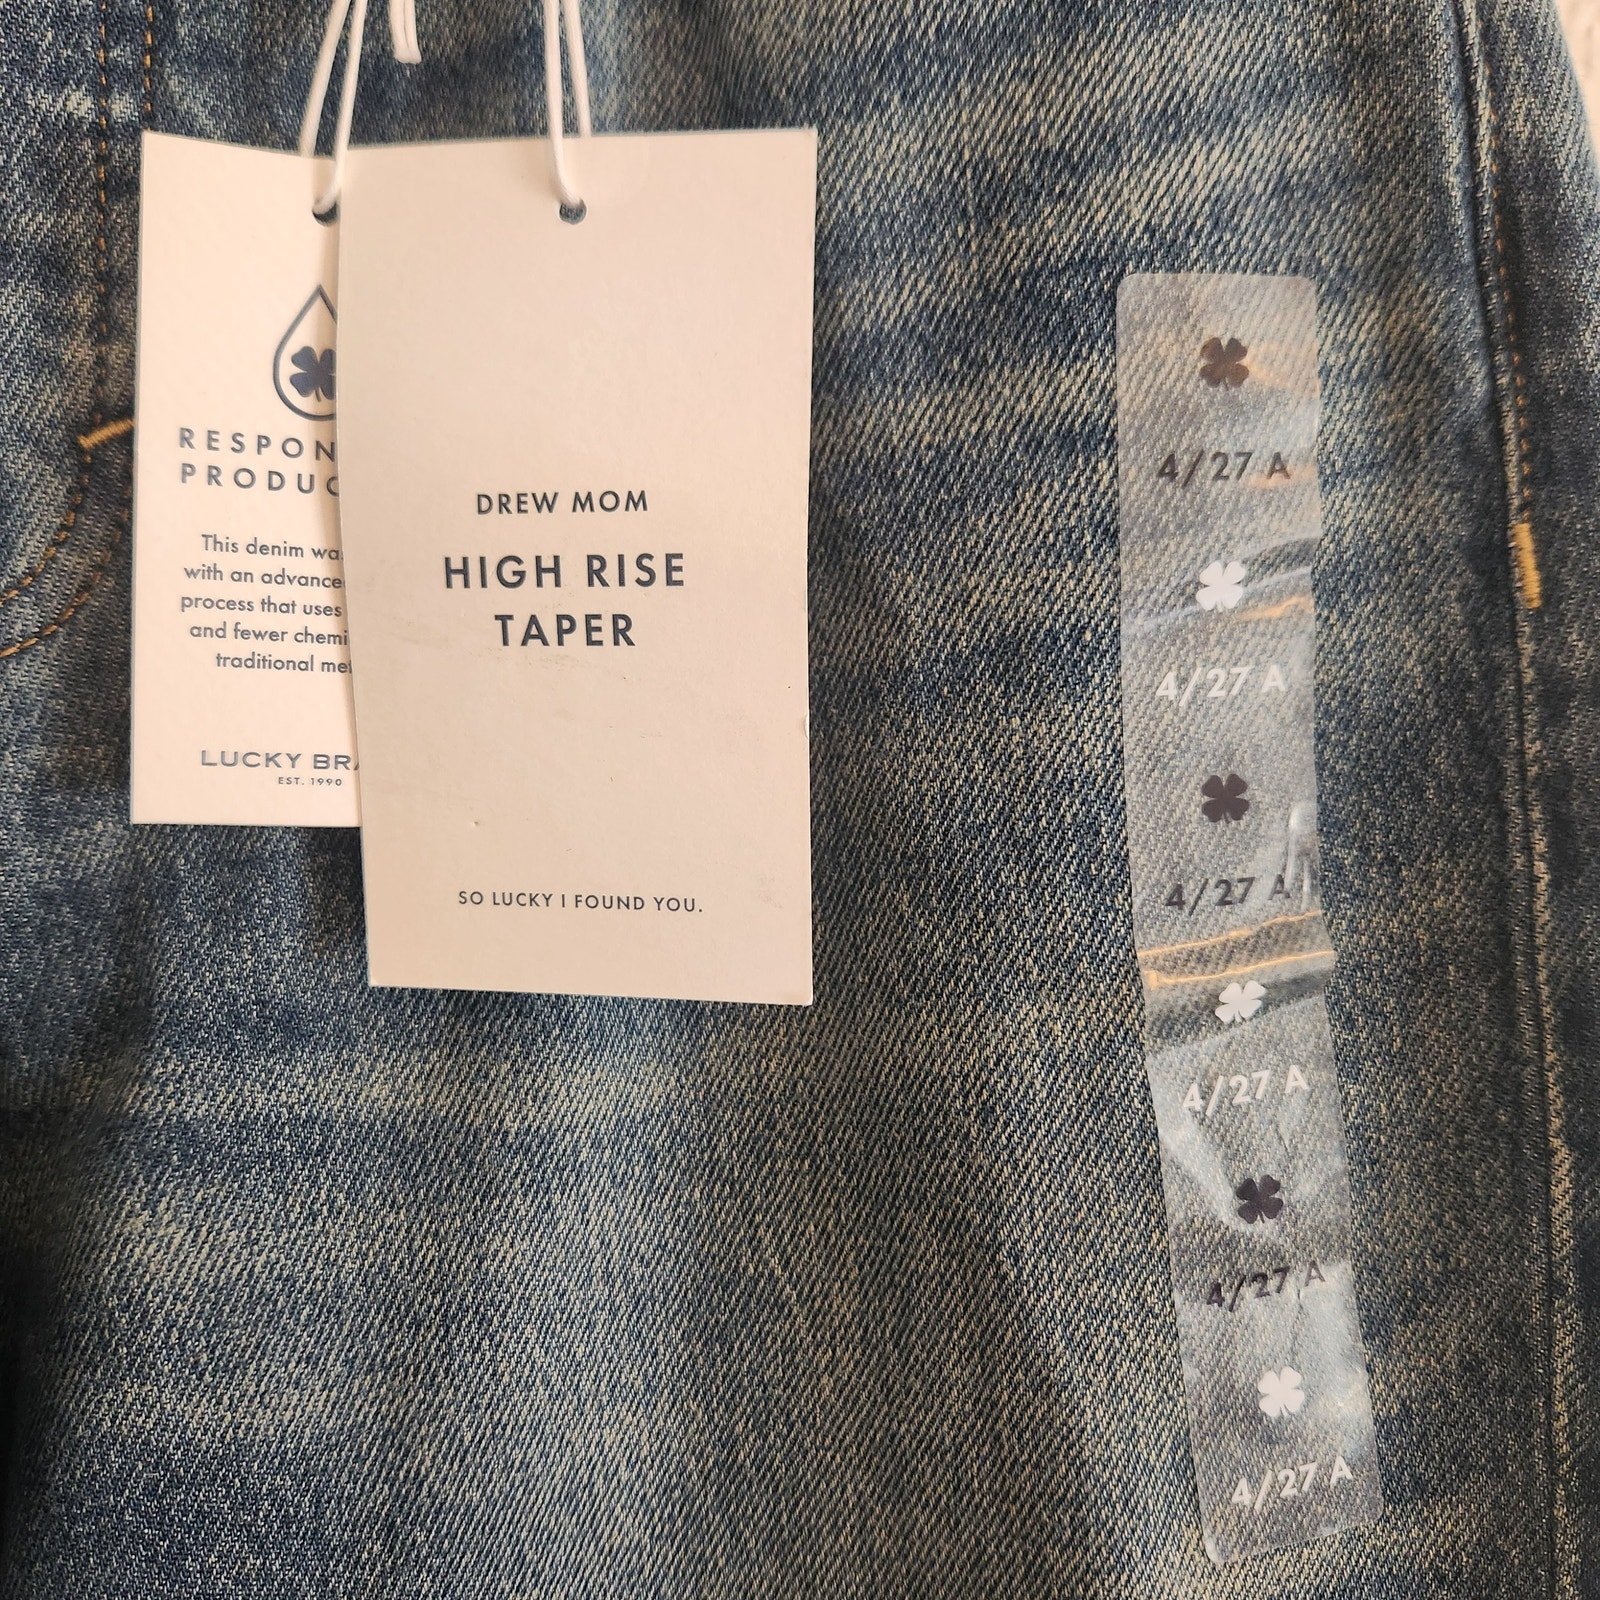 RESPON
PRODUC
This denim wa
with an advance
process that uses
and fewer chemi
traditional me
LUCKY BRA
EST. 1990
DREW MOM
HIGH RISE
TAPER
SO LUCKY I FOUND YOU.
4/27 A
4/27 A
4/27 A
4/27 A
4/27 A
4/27 A